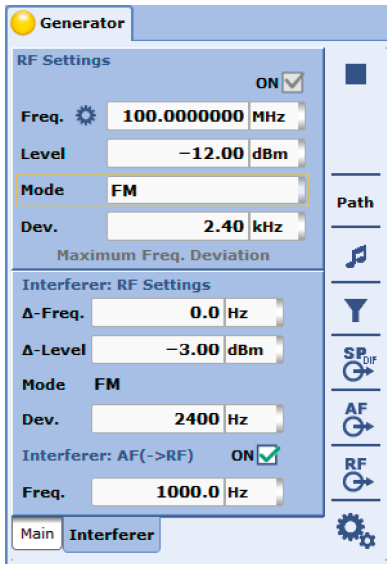 Generator
RF Settings
ON
Freq. 100.0000000 MHz
Level −12.00 dBm
Mode FM
Path
Dev. 2.40 kHz
Maximum Freq. Deviation
Interferer: RF Settings
Δ-Freq. 0.0 Hz
Δ-Level −3.00 dBm
SPDIF
Mode FM
Dev. 2400 Hz
AF
Interferer: AF(->RF) ON
RF
Freq. 1000.0 Hz
Main Interferer